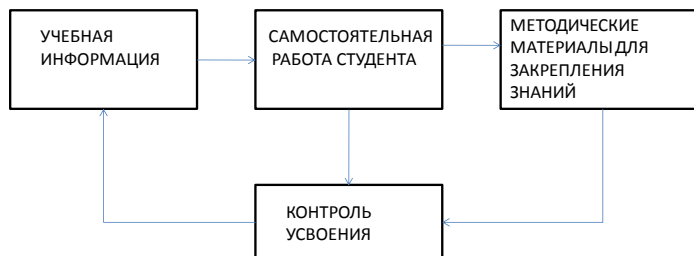 УЧЕБНАЯ
ИНФОРМАЦИЯ
САМОСТОЯТЕЛЬНАЯ
РАБОТА СТУДЕНТА
МЕТОДИЧЕСКИЕ
МАТЕРИАЛЫ ДЛЯ
ЗАКРЕПЛЕНИЯ
ЗНАНИЙ
КОНТРОЛЬ
УСВОЕНИЯ